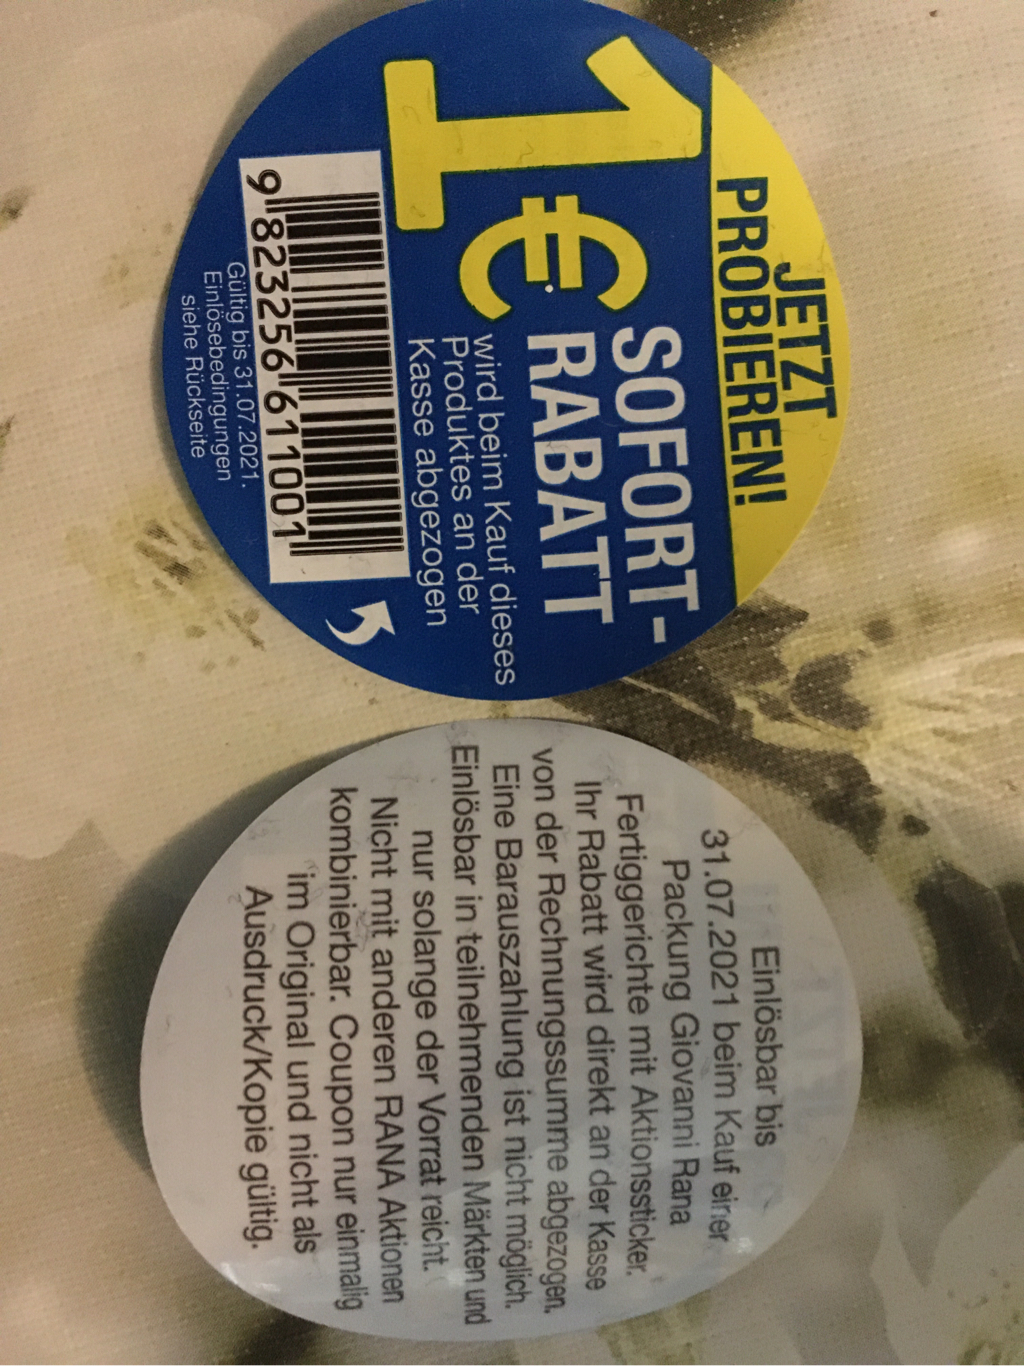 JETZT
PROBIEREN!
1€ SOFORT-
RABATT
wird beim Kauf dieses
Produktes an der
Kasse abgezogen
9 823256 611001
Gültig bis 31.07.2021.
Einlösebedingungen
siehe Rückseite
Einlösbar bis
31.07.2021 beim Kauf einer
Packung Giovanni Rana
Fertiggerichte mit Aktionssticker.
Ihr Rabatt wird direkt an der Kasse
von der Rechnungssumme abgezogen.
Eine Barauszahlung ist nicht möglich.
Einlösbar in teilnehmenden Märkten und
nur solange der Vorrat reicht.
Nicht mit anderen RANA Aktionen
kombinierbar. Coupon nur einmalig
im Original und nicht als
Ausdruck/Kopie gültig.